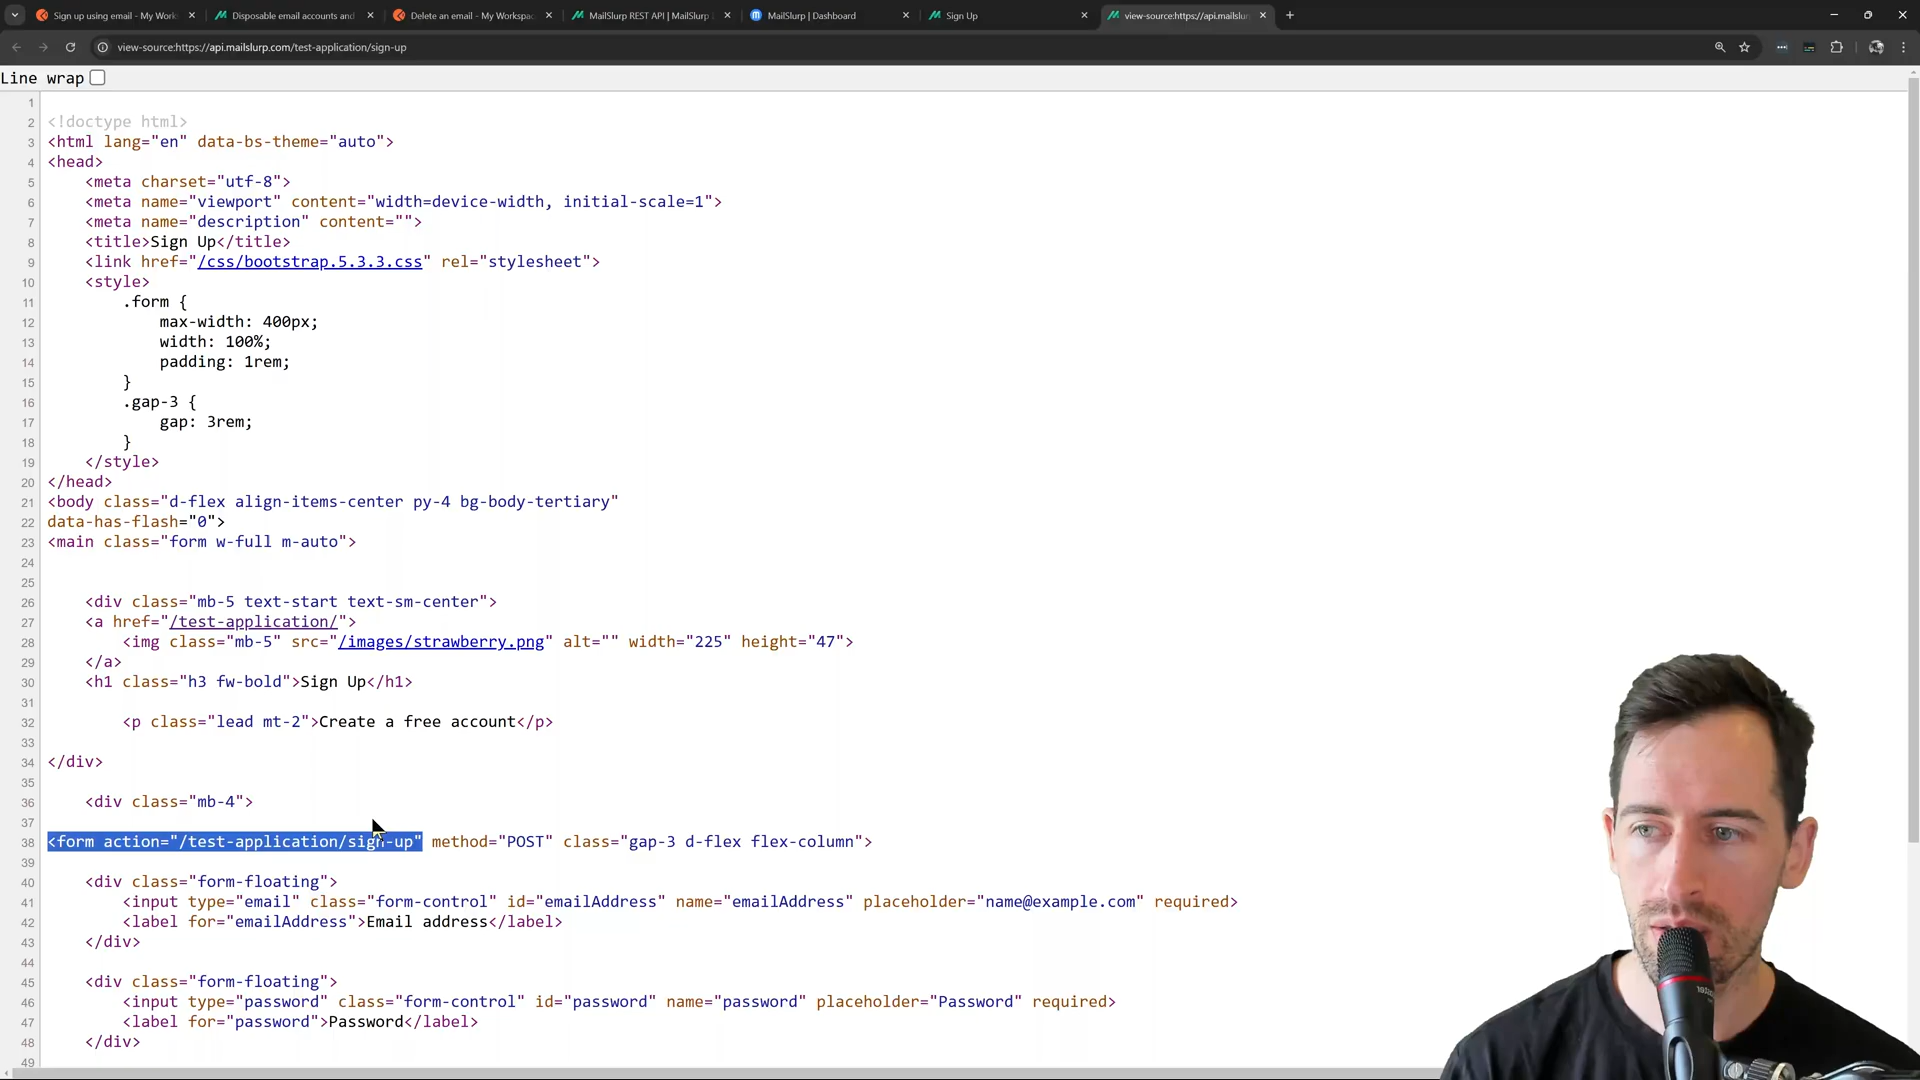 Sign up using email - My Work
Disposable email accounts and
Delete an email - My Workspac
MailSlurp REST API | MailSlurp
MailSlurp | Dashboard
Sign Up
view-source:https://api.mailslur
view-source:https://api.mailslurp.com/test-application/sign-up
Line wrap
1
2 <!doctype html>
3 <html lang="en" data-bs-theme="auto">
4 <head>
5 <meta charset="utf-8">
6 <meta name="viewport" content="width=device-width, initial-scale=1">
7 <meta name="description" content="">
8 <title>Sign Up</title>
9 <link href="/css/bootstrap.5.3.3.css" rel="stylesheet">
10 <style>
11 .form {
12 max-width: 400px;
13 width: 100%;
14 padding: 1rem;
15 }
16 .gap-3 {
17 gap: 3rem;
18 }
19 </style>
20 </head>
21 <body class="d-flex align-items-center py-4 bg-body-tertiary"
22 data-has-flash="0">
23 <main class="form w-full m-auto">
24
25
26 <div class="mb-5 text-start text-sm-center">
27 <a href="/test-application/">
28 <img class="mb-5" src="/images/strawberry.png" alt="" width="225" height="47">
29 </a>
30 <h1 class="h3 fw-bold">Sign Up</h1>
31
32 <p class="lead mt-2">Create a free account</p>
33
34 </div>
35
36 <div class="mb-4">
37
38 <form action="/test-application/sign-up" method="POST" class="gap-3 d-flex flex-column">
39
40 <div class="form-floating">
41 <input type="email" class="form-control" id="emailAddress" name="emailAddress" placeholder="name@example.com" required>
42 <label for="emailAddress">Email address</label>
43 </div>
44
45 <div class="form-floating">
46 <input type="password" class="form-control" id="password" name="password" placeholder="Password" required>
47 <label for="password">Password</label>
48 </div>
49